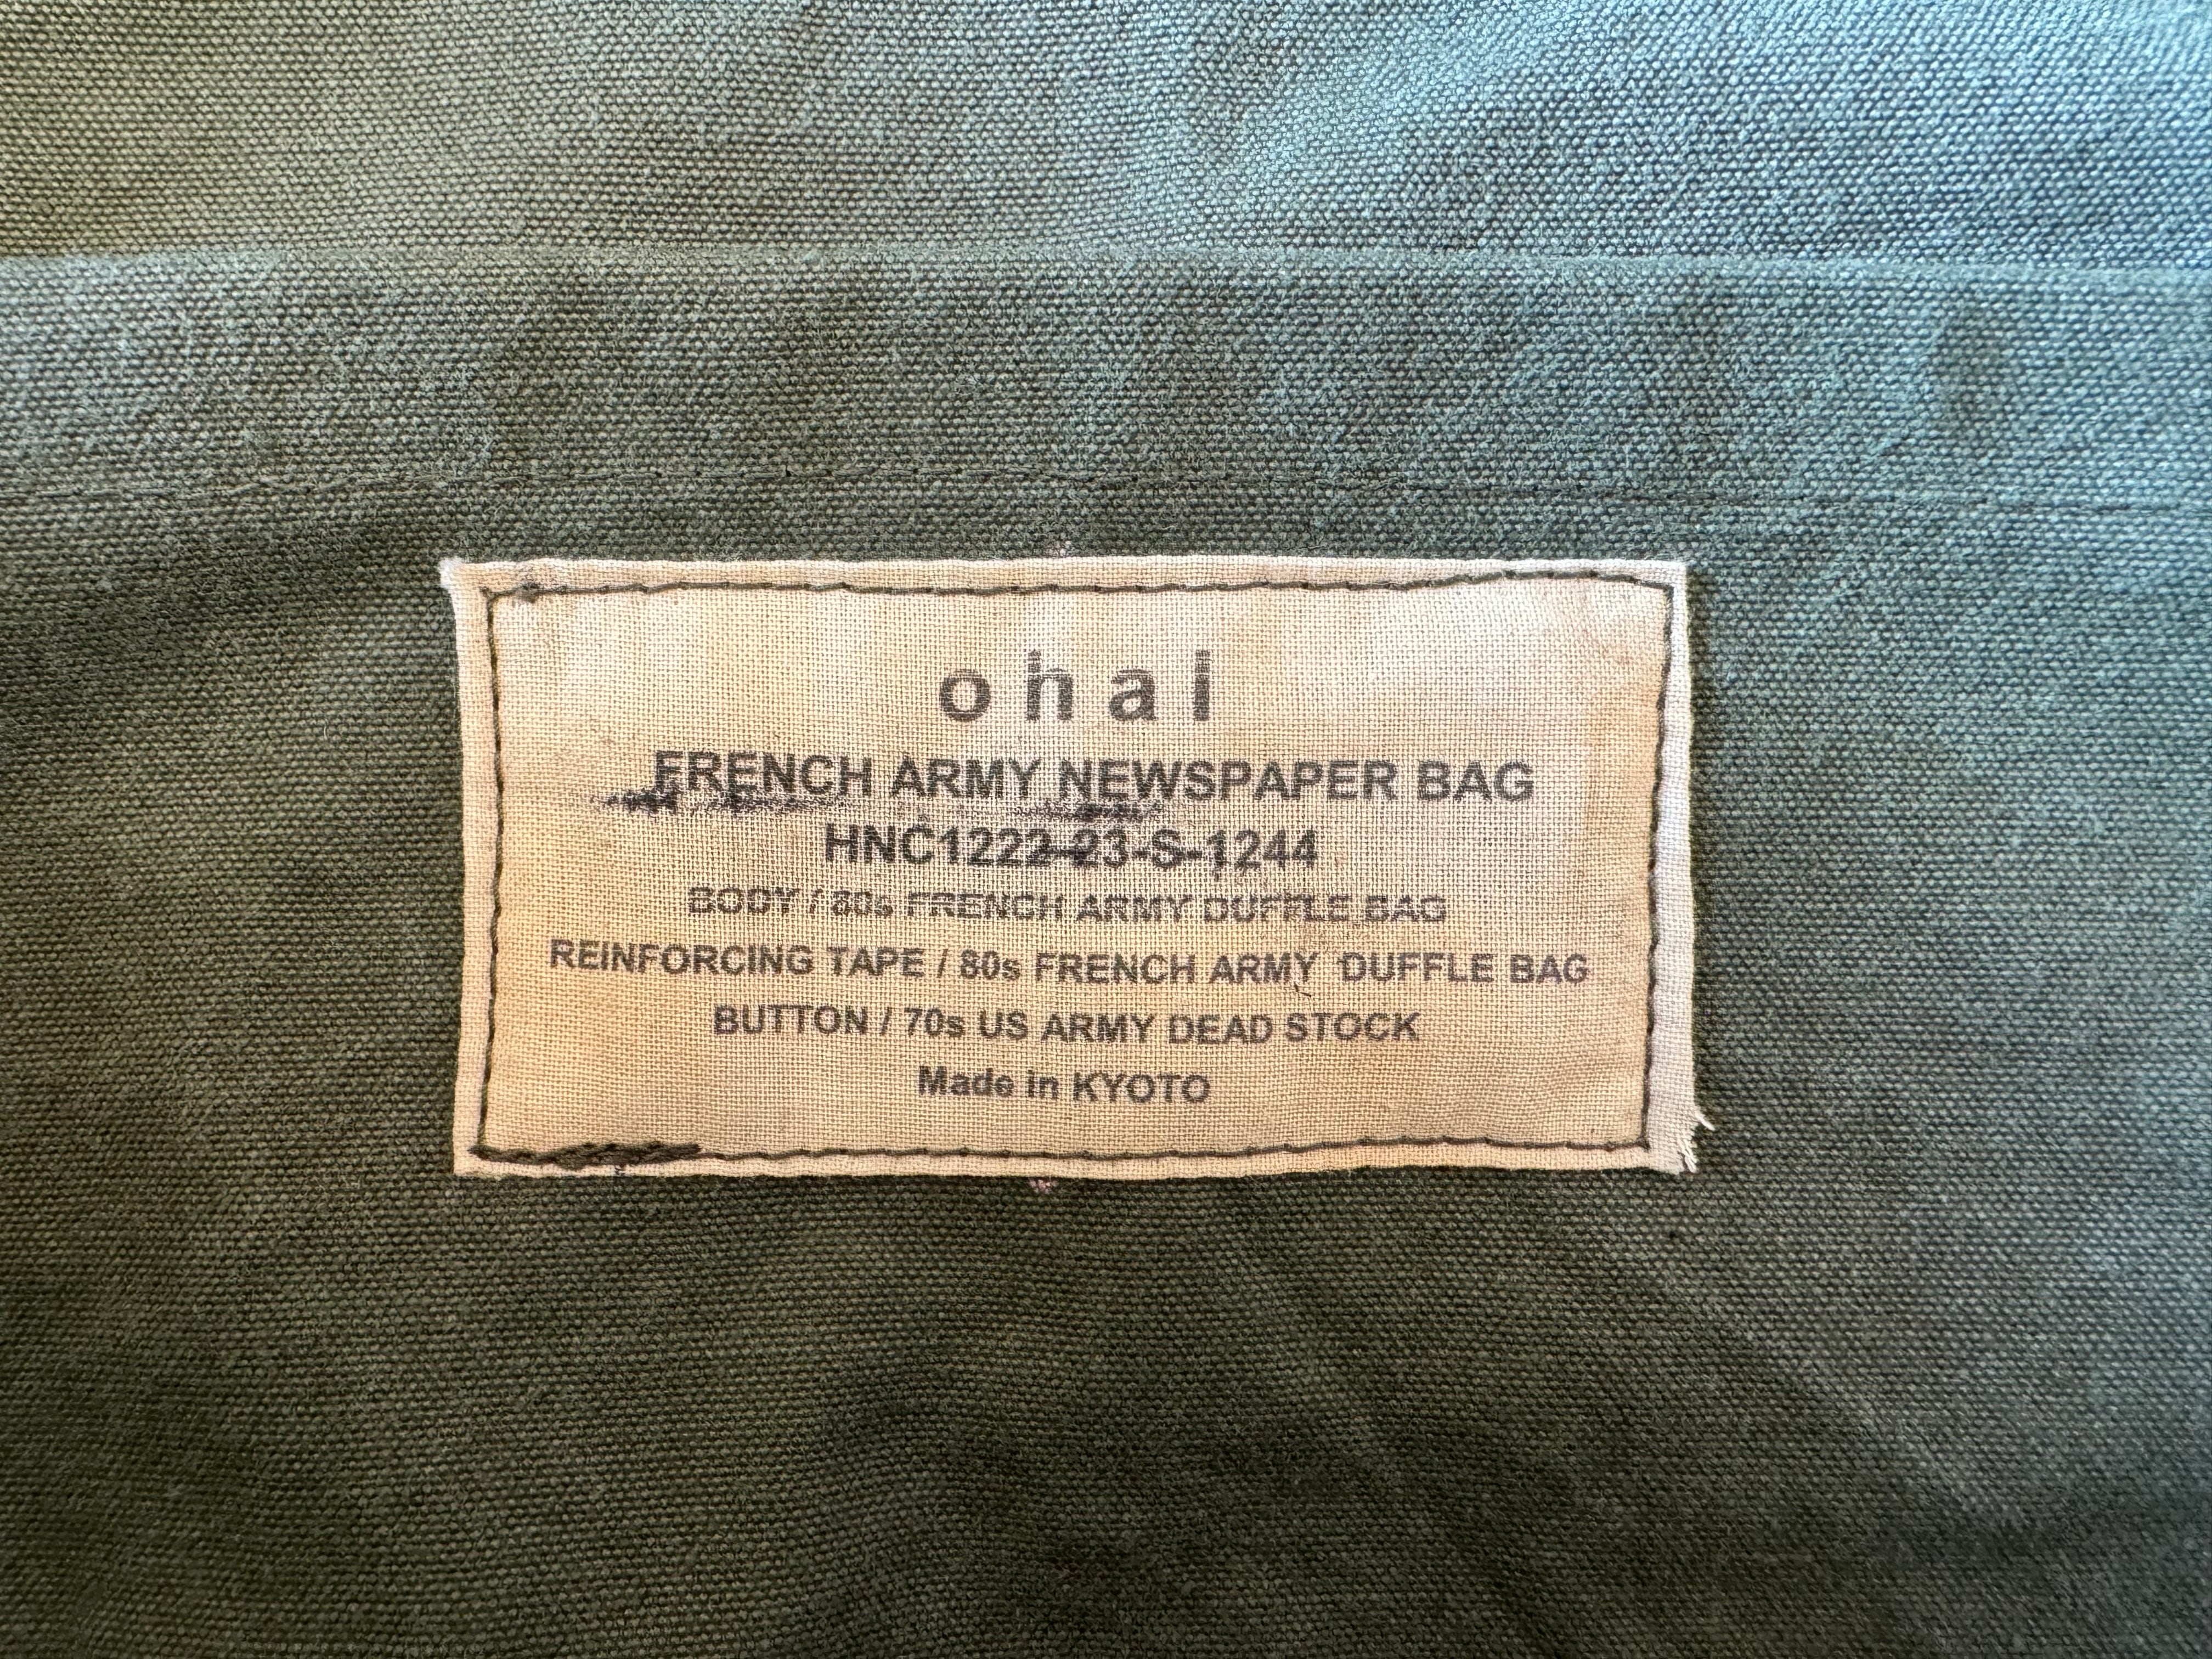 ohai
FRENCH ARMY NEWSPAPER BAG
HNC1222-23-S-1244
BODY / 80s FRENCH ARMY DUFFLE BAG
REINFORCING TAPE / 80s FRENCH ARMY DUFFLE BAG
BUTTON / 70s US ARMY DEAD STOCK
Made in KYOTO